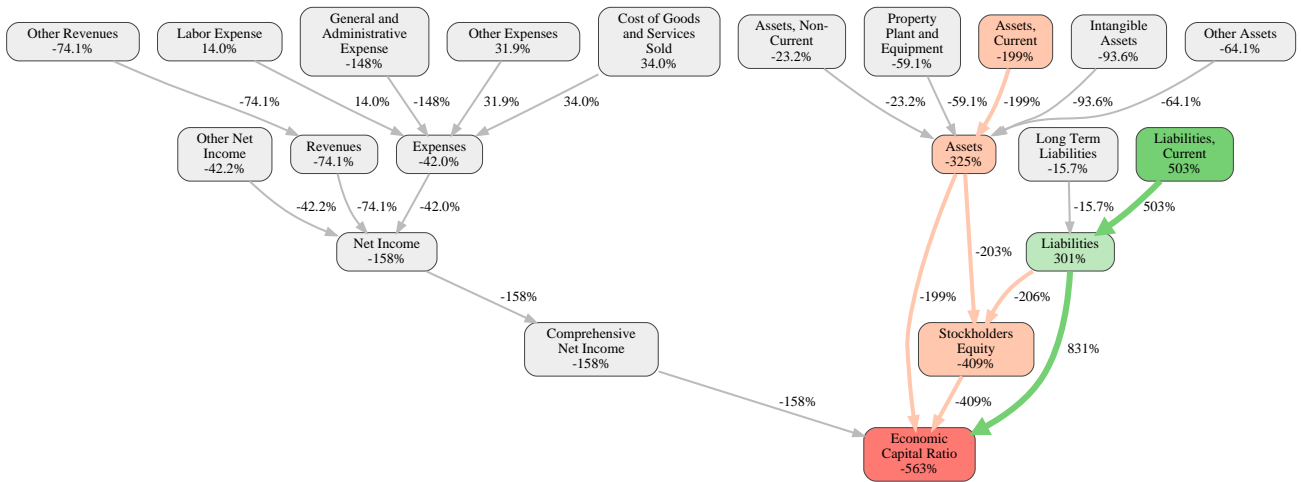 Other Revenues
-74.1%
Labor Expense
14.0%
General and
Administrative
Expense
-148%
Other Expenses
31.9%
Cost of Goods
and Services
Sold
34.0%
Assets, Non-
Current
-23.2%
Property
Plant and
Equipment
-59.1%
Assets,
Current
-199%
Intangible
Assets
-93.6%
Other Assets
-64.1%
-74.1%
14.0%
-148%
31.9%
34.0%
-23.2%
-59.1%
-199%
-93.6%
-64.1%
Other Net
Income
-42.2%
Revenues
-74.1%
Expenses
-42.0%
Assets
-325%
Long Term
Liabilities
-15.7%
Liabilities,
Current
503%
-42.2%
-74.1%
-42.0%
-15.7%
503%
Net Income
-158%
-203%
Liabilities
301%
-158%
-199%
-206%
Comprehensive
Net Income
-158%
Stockholders
Equity
-409%
831%
-158%
-409%
Economic
Capital Ratio
-563%